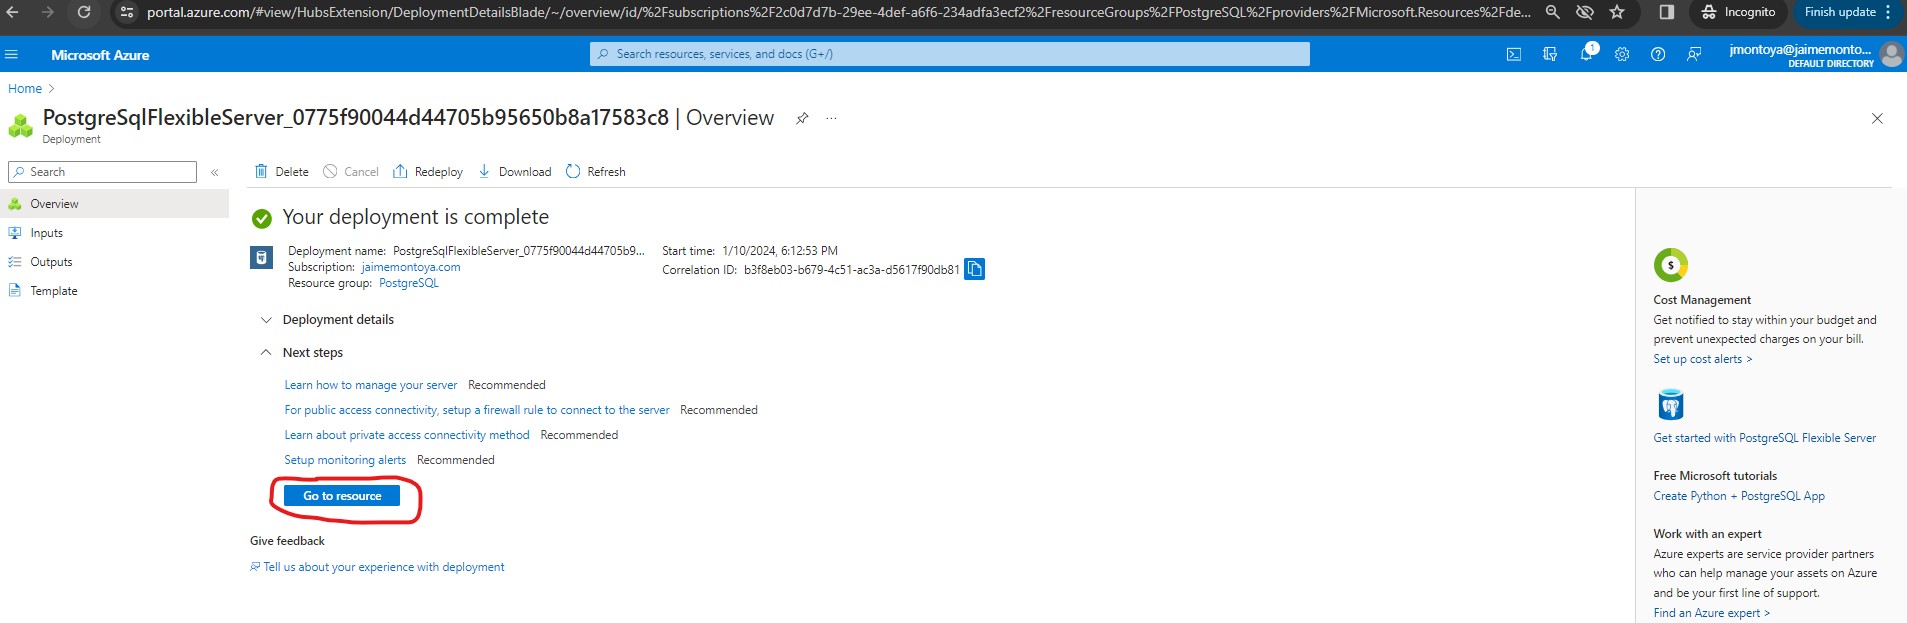 portal.azure.com/#view/HubsExtension/DeploymentDetailsBlade/~/overview/id/%2Fsubscriptions%2F2c0d7d7b-29ee-4def-a6f6-234adfa3ecf2%2FresourceGroups%2FPostgreSQL%2Fproviders%2FMicrosoft.Resources%2Fde... Incognito Finish update
Microsoft Azure Search resources, services, and docs (G+/) 1 jmontoya@jaimemonto...
DEFAULT DIRECTORY
Home >
PostgreSqlFlexibleServer_0775f90044d44705b95650b8a17583c8 | Overview ...
Deployment
Search «
Overview
Inputs
Outputs
Template
Delete Cancel Redeploy Download Refresh
Your deployment is complete
Deployment name: PostgreSqlFlexibleServer_0775f90044d44705b9... Start time: 1/10/2024, 6:12:53 PM
Subscription: jaimemontoya.com Correlation ID: b3f8eb03-b679-4c51-ac3a-d5617f90db81
Resource group: PostgreSQL
Deployment details
Next steps
Learn how to manage your server Recommended
For public access connectivity, setup a firewall rule to connect to the server Recommended
Learn about private access connectivity method Recommended
Setup monitoring alerts Recommended
Go to resource
Give feedback
Tell us about your experience with deployment
$
Cost Management
Get notified to stay within your budget and
prevent unexpected charges on your bill.
Set up cost alerts >
Get started with PostgreSQL Flexible Server
Free Microsoft tutorials
Create Python + PostgreSQL App
Work with an expert
Azure experts are service provider partners
who can help manage your assets on Azure
and be your first line of support.
Find an Azure expert >